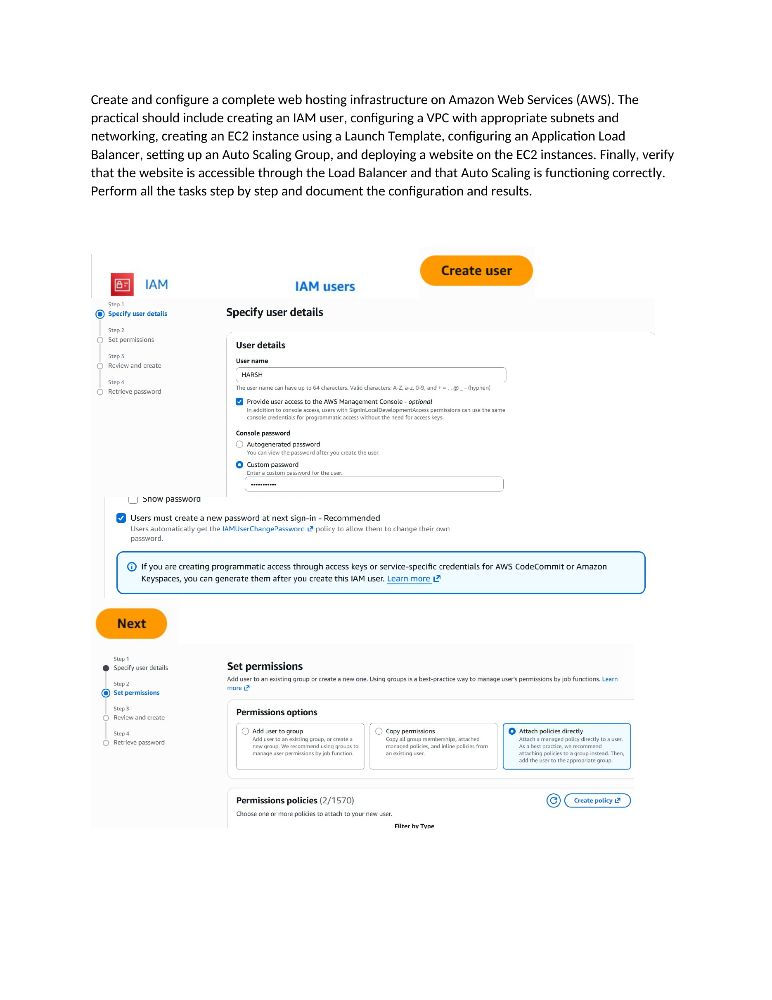 Create and configure a complete web hosting infrastructure on Amazon Web Services (AWS). The
practical should include creating an IAM user, configuring a VPC with appropriate subnets and
networking, creating an EC2 instance using a Launch Template, configuring an Application Load
Balancer, setting up an Auto Scaling Group, and deploying a website on the EC2 instances. Finally, verify
that the website is accessible through the Load Balancer and that Auto Scaling is functioning correctly.
Perform all the tasks step by step and document the configuration and results.
IAM
IAM users
Create user
Step 1
Specify user details
Step 2
Set permissions
Step 3
Review and create
Step 4
Retrieve password
Specify user details
User details
User name
HARSH
The user name can have up to 64 characters. Valid characters: A-Z, a-z, 0-9, and + = , . @ _ - (hyphen)
Provide user access to the AWS Management Console - optional
In addition to console access, users with SignInLocalDevelopmentAccess permissions can use the same
console credentials for programmatic access without the need for access keys.
Console password
Autogenerated password
You can view the password after you create the user.
Custom password
Enter a custom password for the user.
•••••••••••
Show password
Users must create a new password at next sign-in - Recommended
Users automatically get the IAMUserChangePassword policy to allow them to change their own
password.
If you are creating programmatic access through access keys or service-specific credentials for AWS CodeCommit or Amazon
Keyspaces, you can generate them after you create this IAM user. Learn more
Next
Step 1
Specify user details
Step 2
Set permissions
Step 3
Review and create
Step 4
Retrieve password
Set permissions
Add user to an existing group or create a new one. Using groups is a best-practice way to manage user's permissions by job functions. Learn
more
Permissions options
Add user to group
Add user to an existing group, or create a
new group. We recommend using groups to
manage user permissions by job function.
Copy permissions
Copy all group memberships, attached
managed policies, and inline policies from
an existing user.
Attach policies directly
Attach a managed policy directly to a user.
As a best practice, we recommend
attaching policies to a group instead. Then,
add the user to the appropriate group.
Permissions policies (2/1570)
Create policy
Choose one or more policies to attach to your new user.
Filter by Type